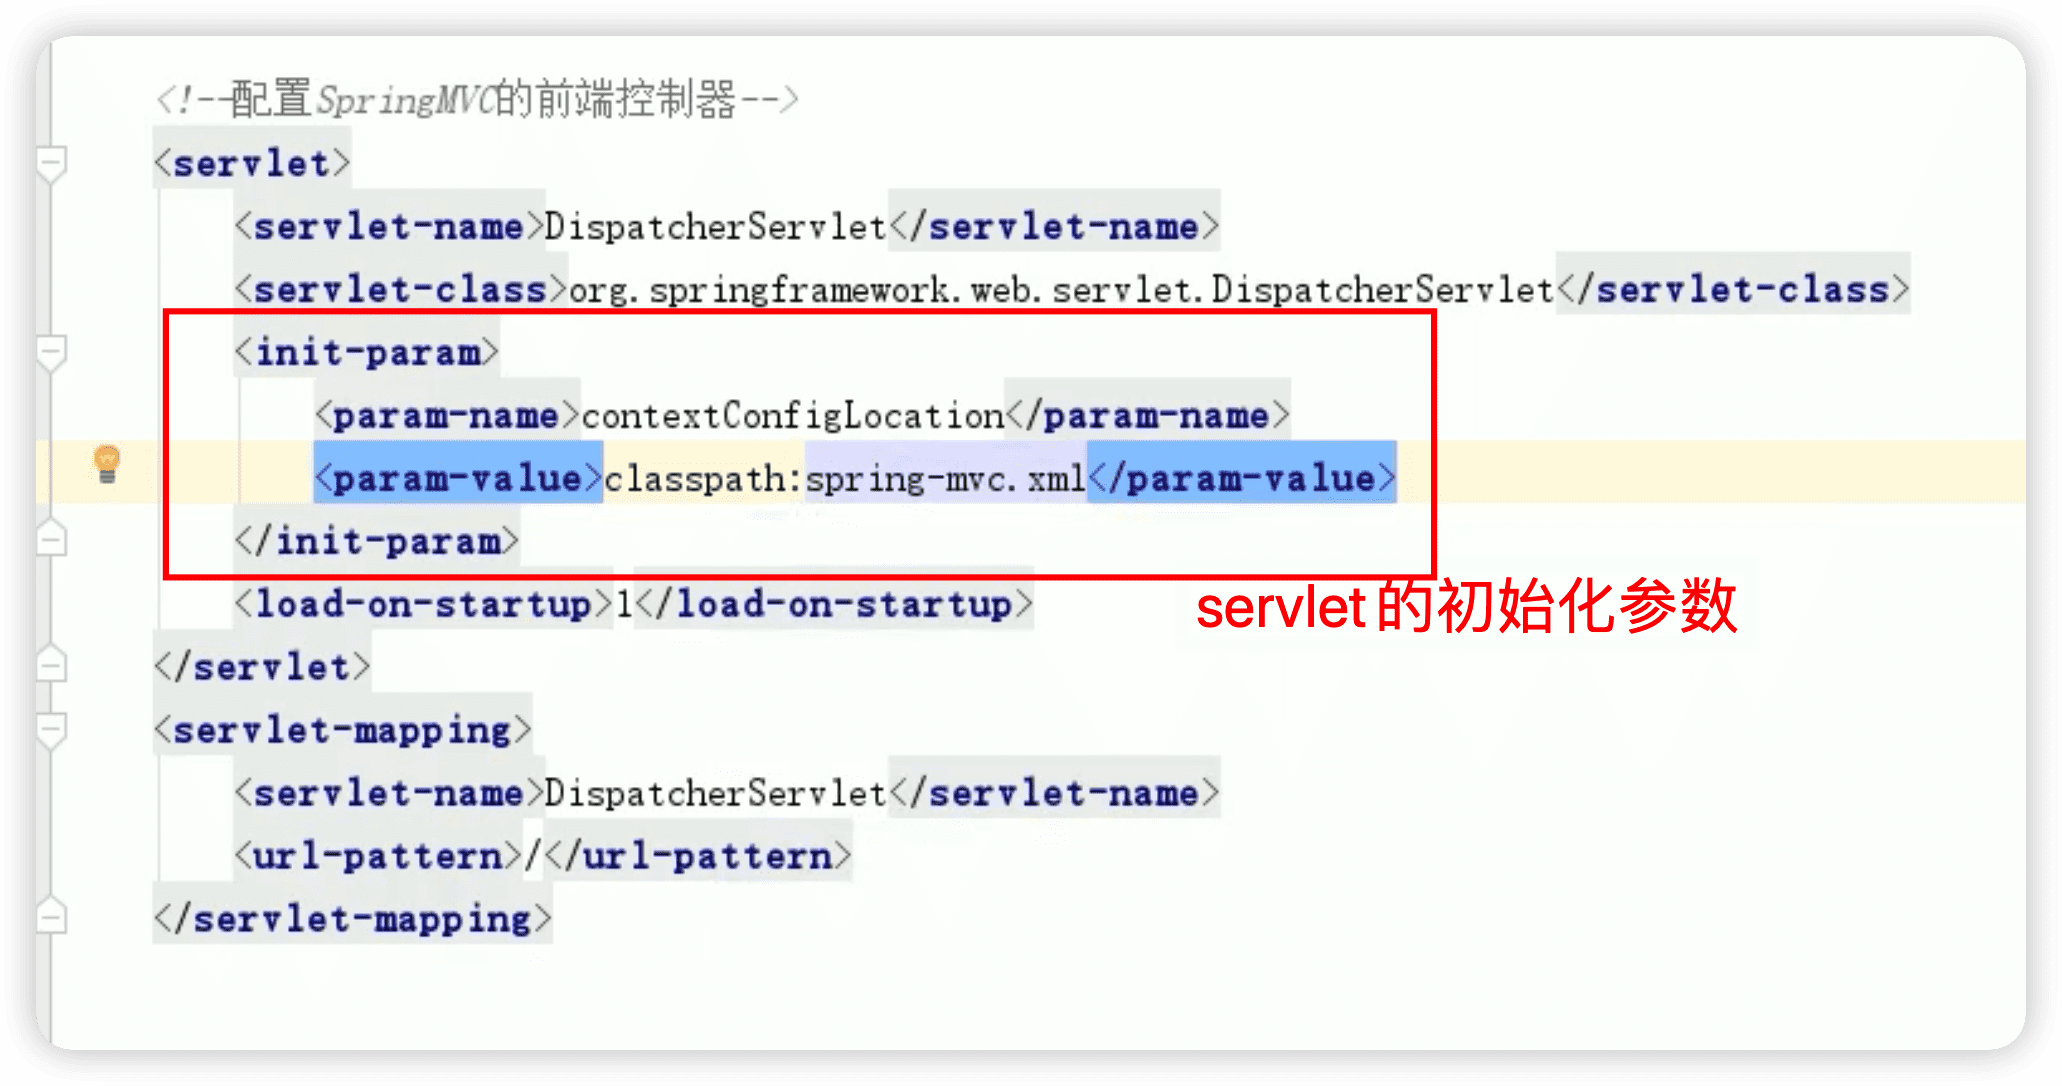 <!--配置SpringMVC的前端控制器-->
<servlet>
<servlet-name>DispatcherServlet</servlet-name>
<servlet-class>org.springframework.web.servlet.DispatcherServlet</servlet-class>
<init-param>
<param-name>contextConfigLocation</param-name>
<param-value>classpath:spring-mvc.xml</param-value>
</init-param>
<load-on-startup>1</load-on-startup>
servlet的初始化参数
</servlet>
<servlet-mapping>
<servlet-name>DispatcherServlet</servlet-name>
<url-pattern>/</url-pattern>
</servlet-mapping>